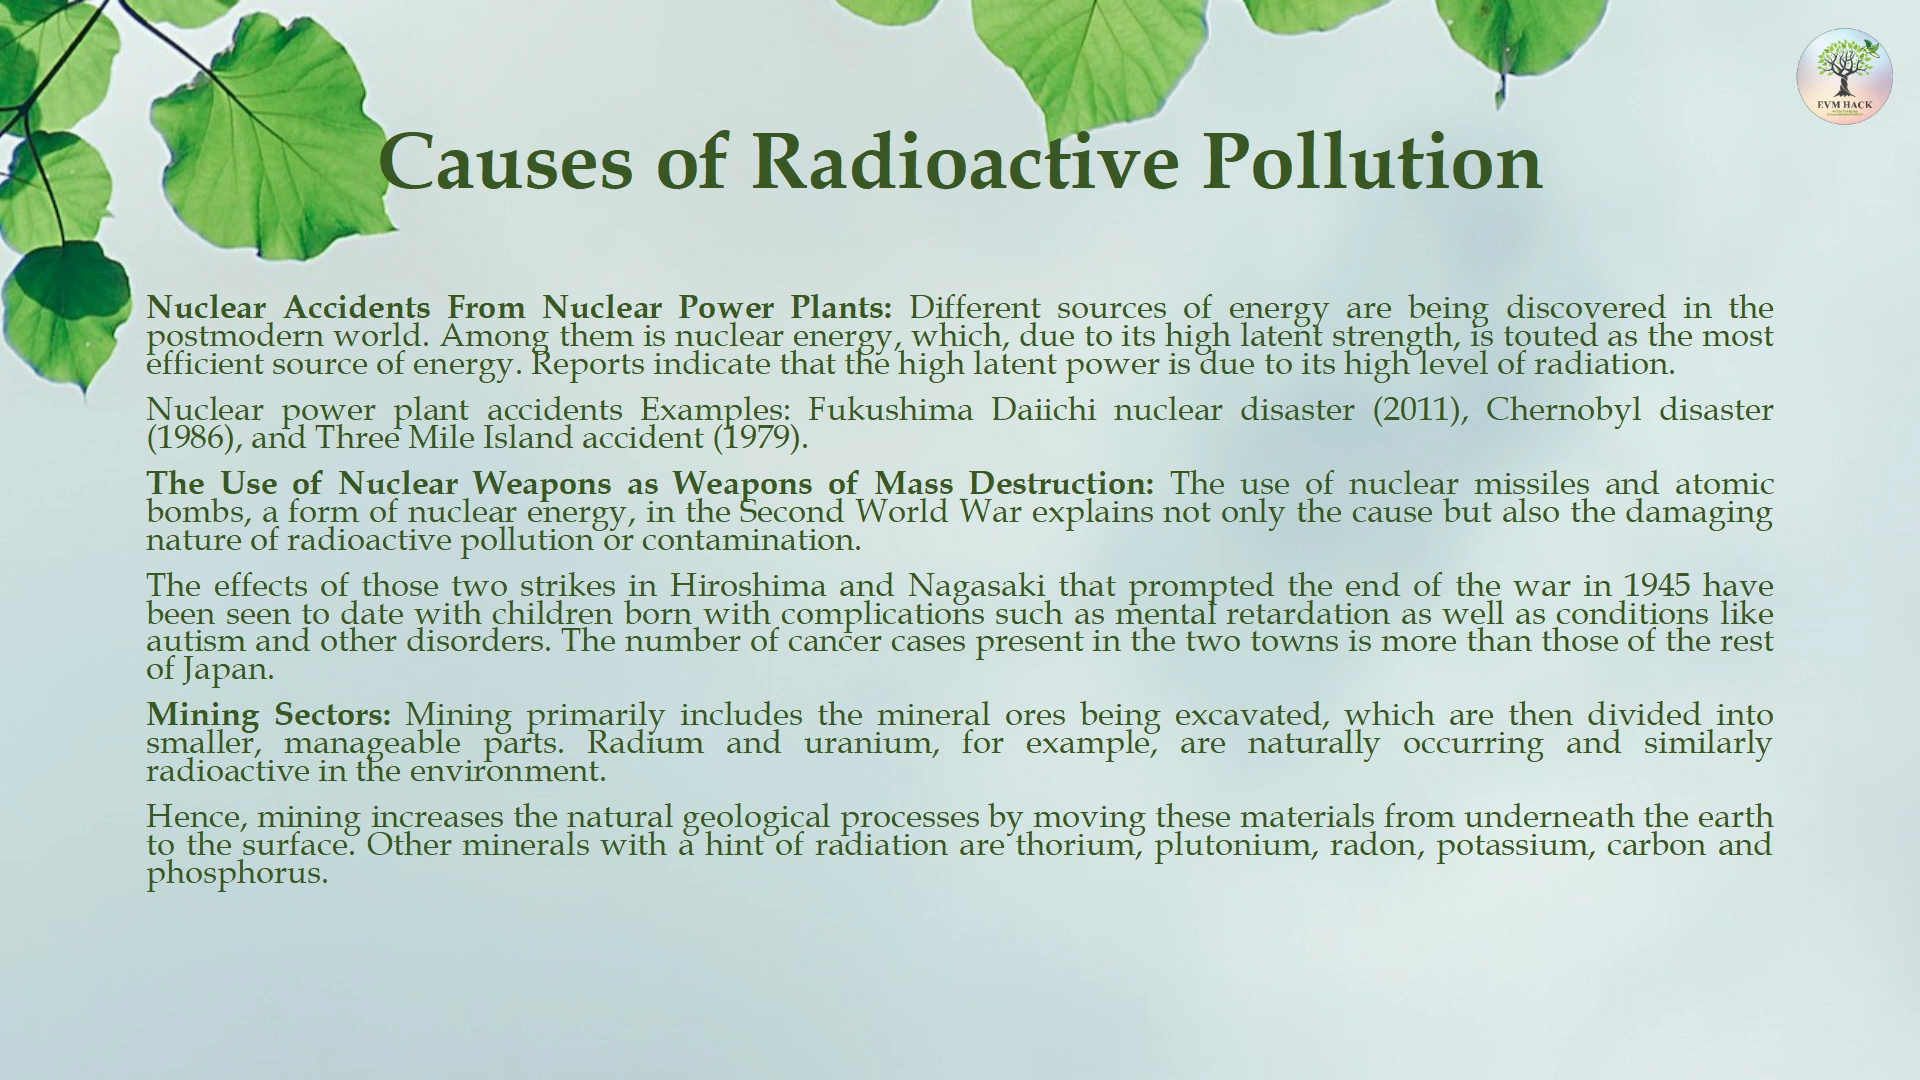 EVM HACK
Causes of Radioactive Pollution
Nuclear Accidents From Nuclear Power Plants: Different sources of energy are being discovered in the
postmodern world. Among them is nuclear energy, which, due to its high latent strength, is touted as the most
efficient source of energy. Reports indicate that the high latent power is due to its high level of radiation.
Nuclear power plant accidents Examples: Fukushima Daiichi nuclear disaster (2011), Chernobyl disaster
(1986), and Three Mile Island accident (1979).
The Use of Nuclear Weapons as Weapons of Mass Destruction: The use of nuclear missiles and atomic
bombs, a form of nuclear energy, in the Second World War explains not only the cause but also the damaging
nature of radioactive pollution or contamination.
The effects of those two strikes in Hiroshima and Nagasaki that prompted the end of the war in 1945 have
been seen to date with children born with complications such as mental retardation as well as conditions like
autism and other disorders. The number of cancer cases present in the two towns is more than those of the rest
of Japan.
Mining Sectors: Mining primarily includes the mineral ores being excavated, which are then divided into
smaller, manageable parts. Radium and uranium, for example, are naturally occurring and similarly
radioactive in the environment.
Hence, mining increases the natural geological processes by moving these materials from underneath the earth
to the surface. Other minerals with a hint of radiation are thorium, plutonium, radon, potassium, carbon and
phosphorus.